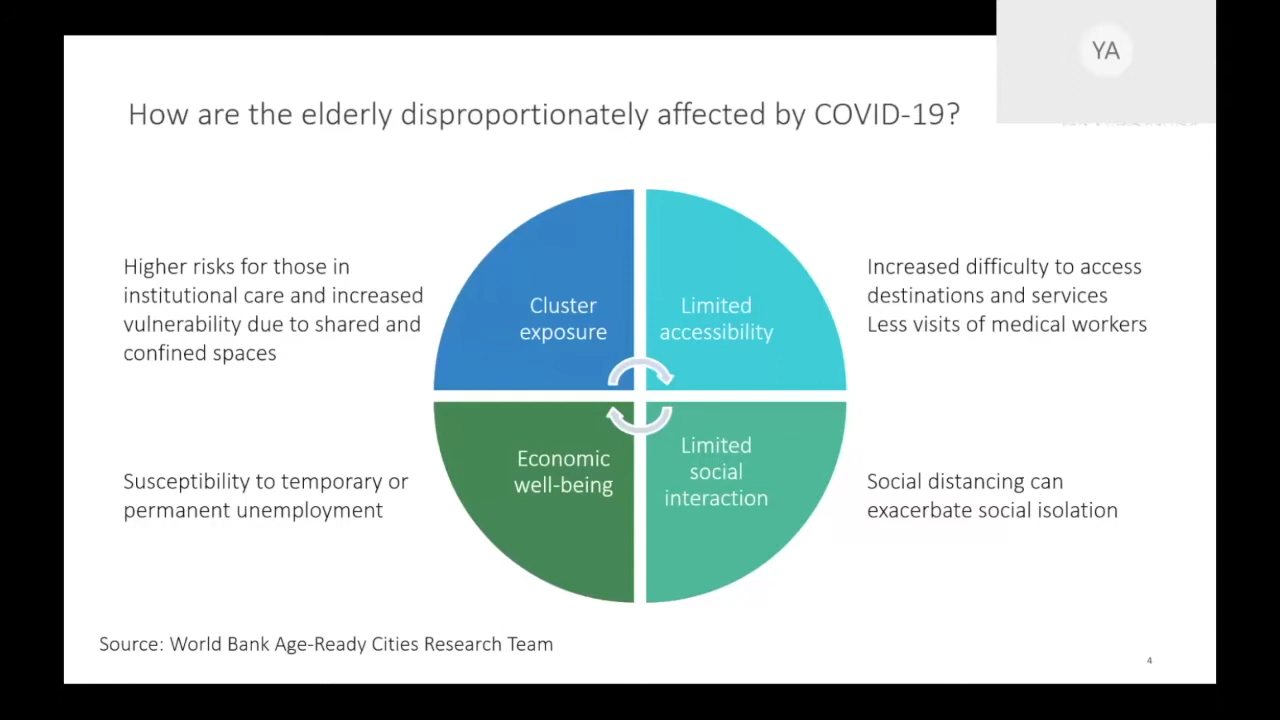 YA
How are the elderly disproportionately affected by COVID-19?
Higher risks for those in
institutional care and increased
vulnerability due to shared and
confined spaces
Cluster
exposure
Limited
accessibility
Increased difficulty to access
destinations and services
Less visits of medical workers
Susceptibility to temporary or
permanent unemployment
Economic
well-being
Limited
social
interaction
Social distancing can
exacerbate social isolation
Source: World Bank Age-Ready Cities Research Team
4